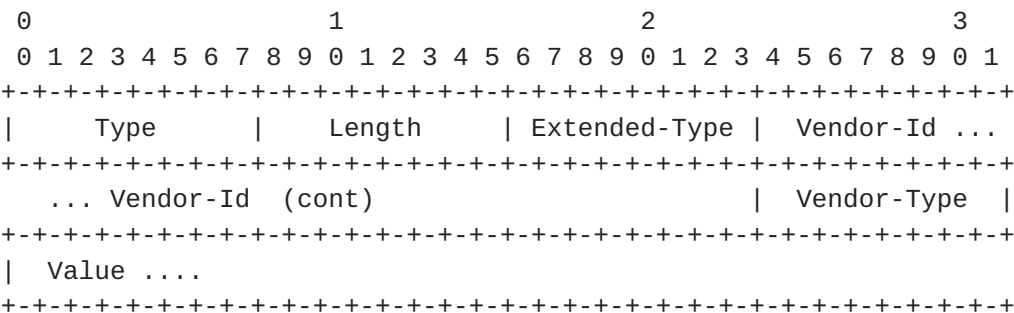 0                   1                   2                   3
 0 1 2 3 4 5 6 7 8 9 0 1 2 3 4 5 6 7 8 9 0 1 2 3 4 5 6 7 8 9 0 1
+-+-+-+-+-+-+-+-+-+-+-+-+-+-+-+-+-+-+-+-+-+-+-+-+-+-+-+-+-+-+-+-+
|     Type      |    Length     | Extended-Type |  Vendor-Id ...
+-+-+-+-+-+-+-+-+-+-+-+-+-+-+-+-+-+-+-+-+-+-+-+-+-+-+-+-+-+-+-+-+
   ... Vendor-Id  (cont)                        |  Vendor-Type  |
+-+-+-+-+-+-+-+-+-+-+-+-+-+-+-+-+-+-+-+-+-+-+-+-+-+-+-+-+-+-+-+-+
|  Value ....
+-+-+-+-+-+-+-+-+-+-+-+-+-+-+-+-+-+-+-+-+-+-+-+-+-+-+-+-+-+-+-+-+